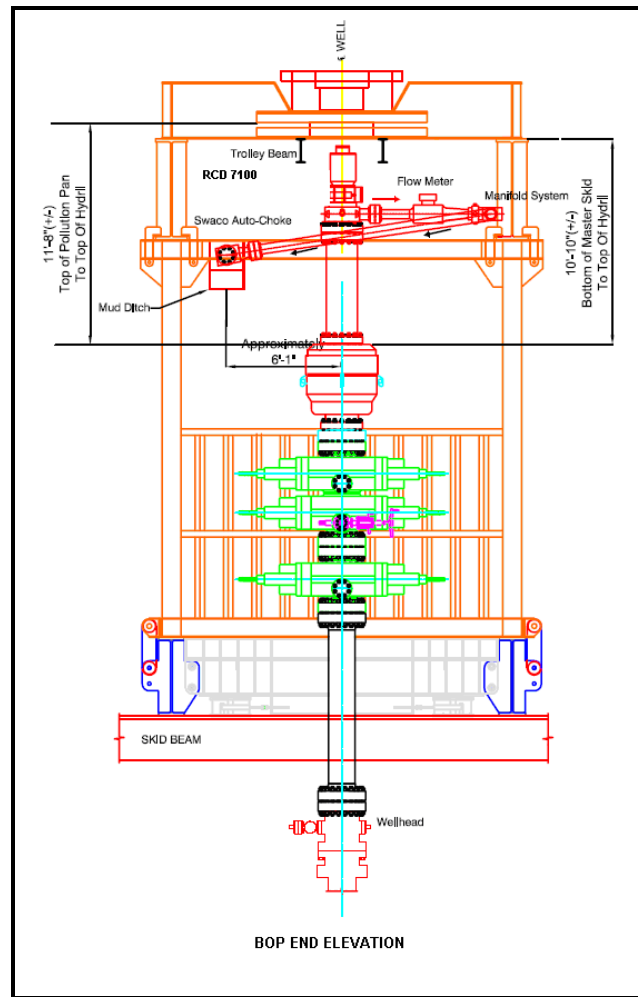 ℄ WELL
Trolley Beam
RCD 7100
Flow Meter
Manifold System
Swaco Auto-Choke
11'-8"(+/-)
Top of Pollution Pan
To Top Of Hydrill
10'-10"(+/-)
Bottom of Master Skid
To Top Of Hydrill
Mud Ditch
Approximately
6'-1"
SKID BEAM
Wellhead
BOP END ELEVATION